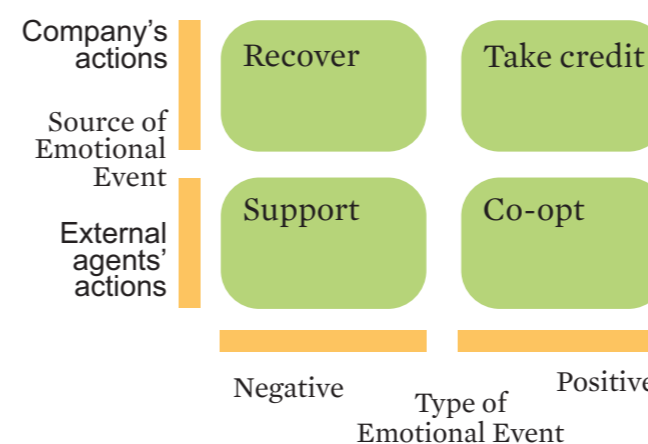 Company's
actions
Recover
Take credit
Source of
Emotional
Event
Support
Co-opt
External
agents'
actions
Negative
Positive
Type of
Emotional Event